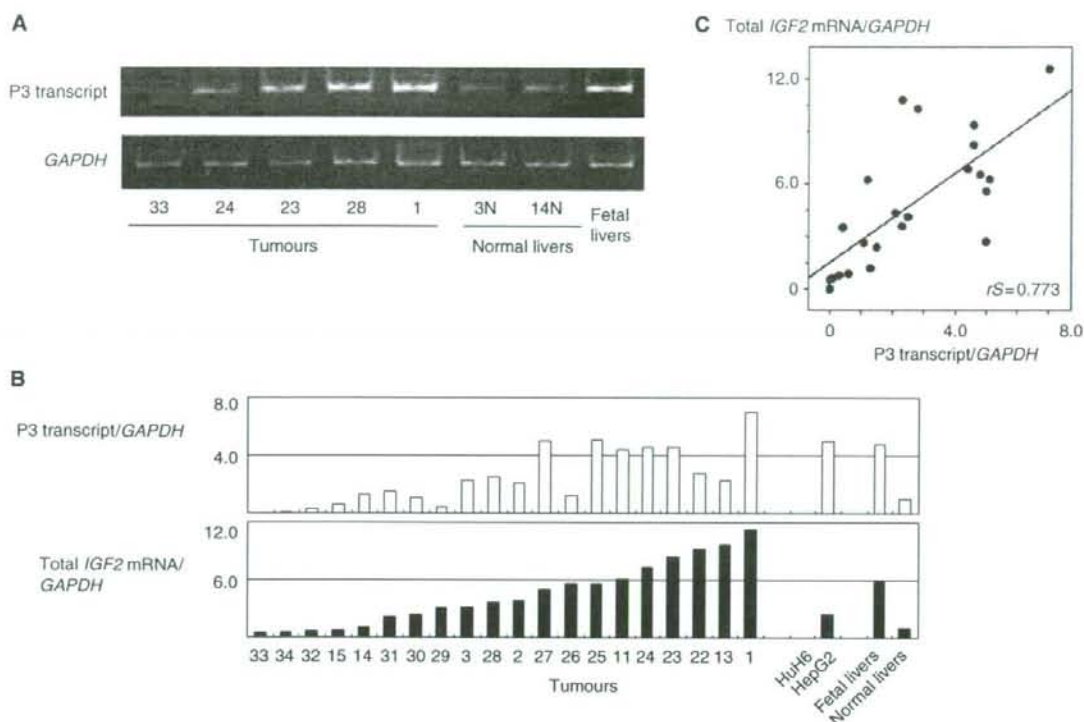 A
P3 transcript
GAPDH
33 24 23 28 1 3N 14N Fetal livers
Tumours Normal livers
C Total IGF2 mRNA/GAPDH
12.0
6.0
0
rS=0.773
0 4.0 8.0
P3 transcript/GAPDH
B
8.0
P3 transcript/GAPDH
4.0
12.0
Total IGF2 mRNA/
GAPDH
6.0
33 34 32 15 14 31 30 29 3 28 2 27 26 25 11 24 23 22 13 1 HuH6 HepG2 Fetal livers Normal livers
Tumours